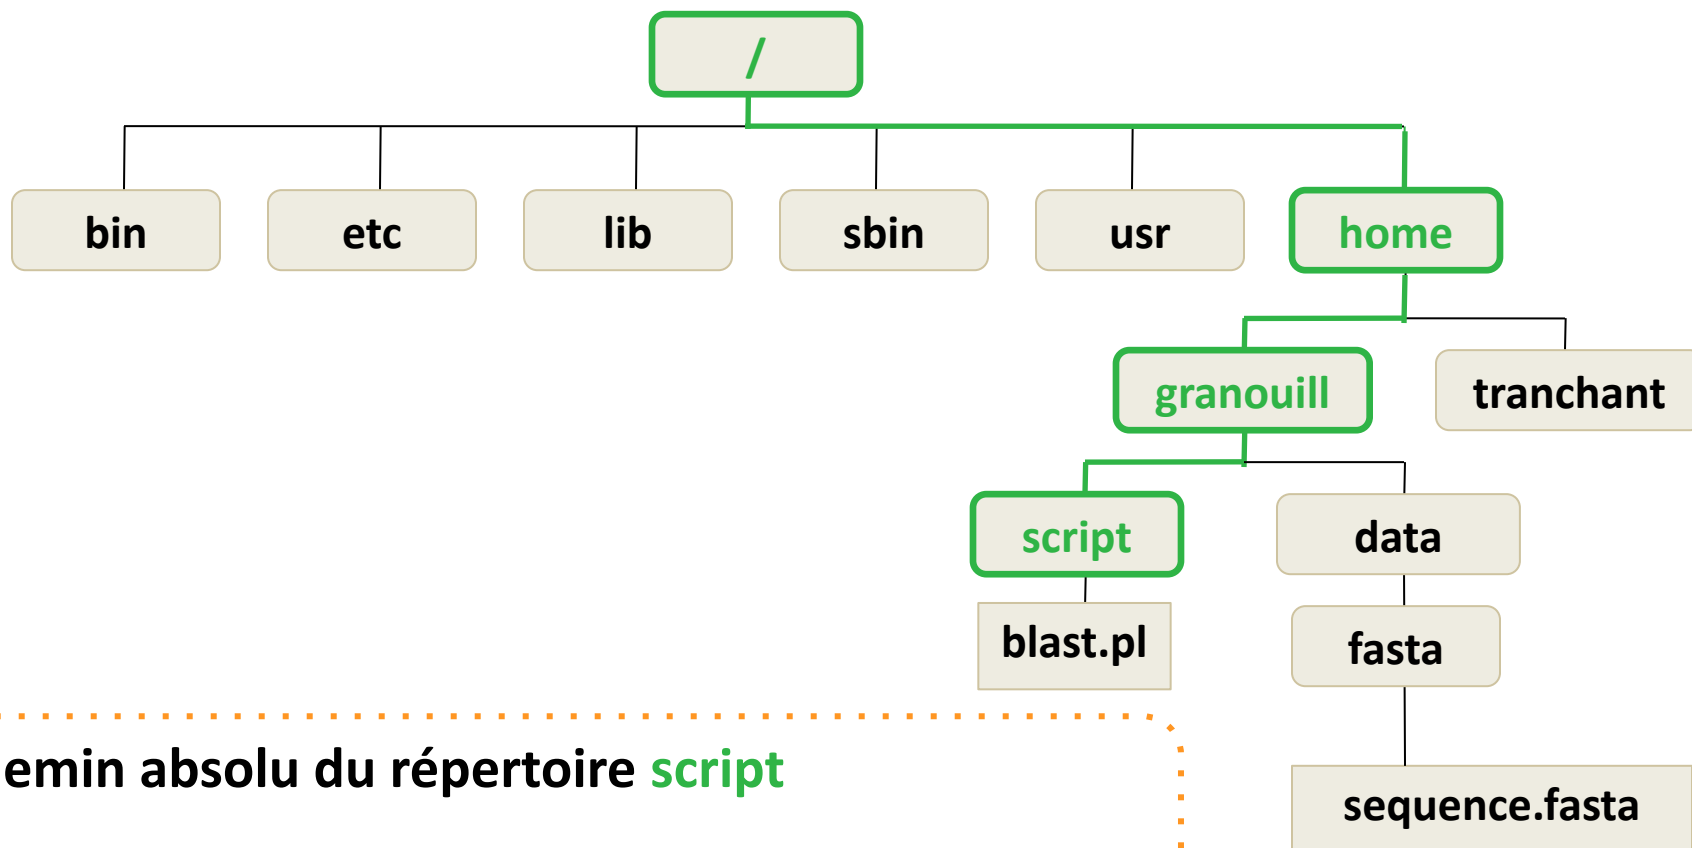 /
bin etc lib sbin usr home
granouill tranchant
script data
blast.pl fasta
emin absolu du répertoire script
sequence.fasta